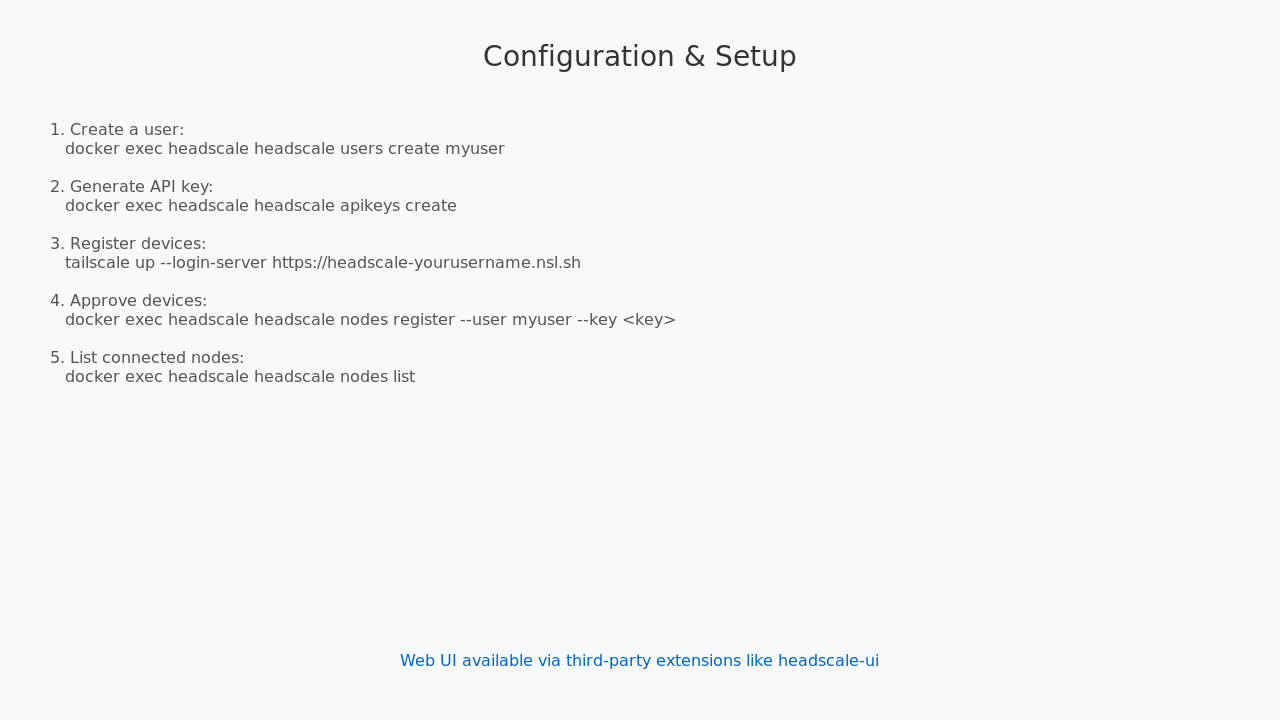 Configuration & Setup
1. Create a user:
docker exec headscale headscale users create myuser
2. Generate API key:
docker exec headscale headscale apikeys create
3. Register devices:
tailscale up --login-server https://headscale-yourusername.nsl.sh
4. Approve devices:
docker exec headscale headscale nodes register --user myuser --key <key>
5. List connected nodes:
docker exec headscale headscale nodes list
Web UI available via third-party extensions like headscale-ui